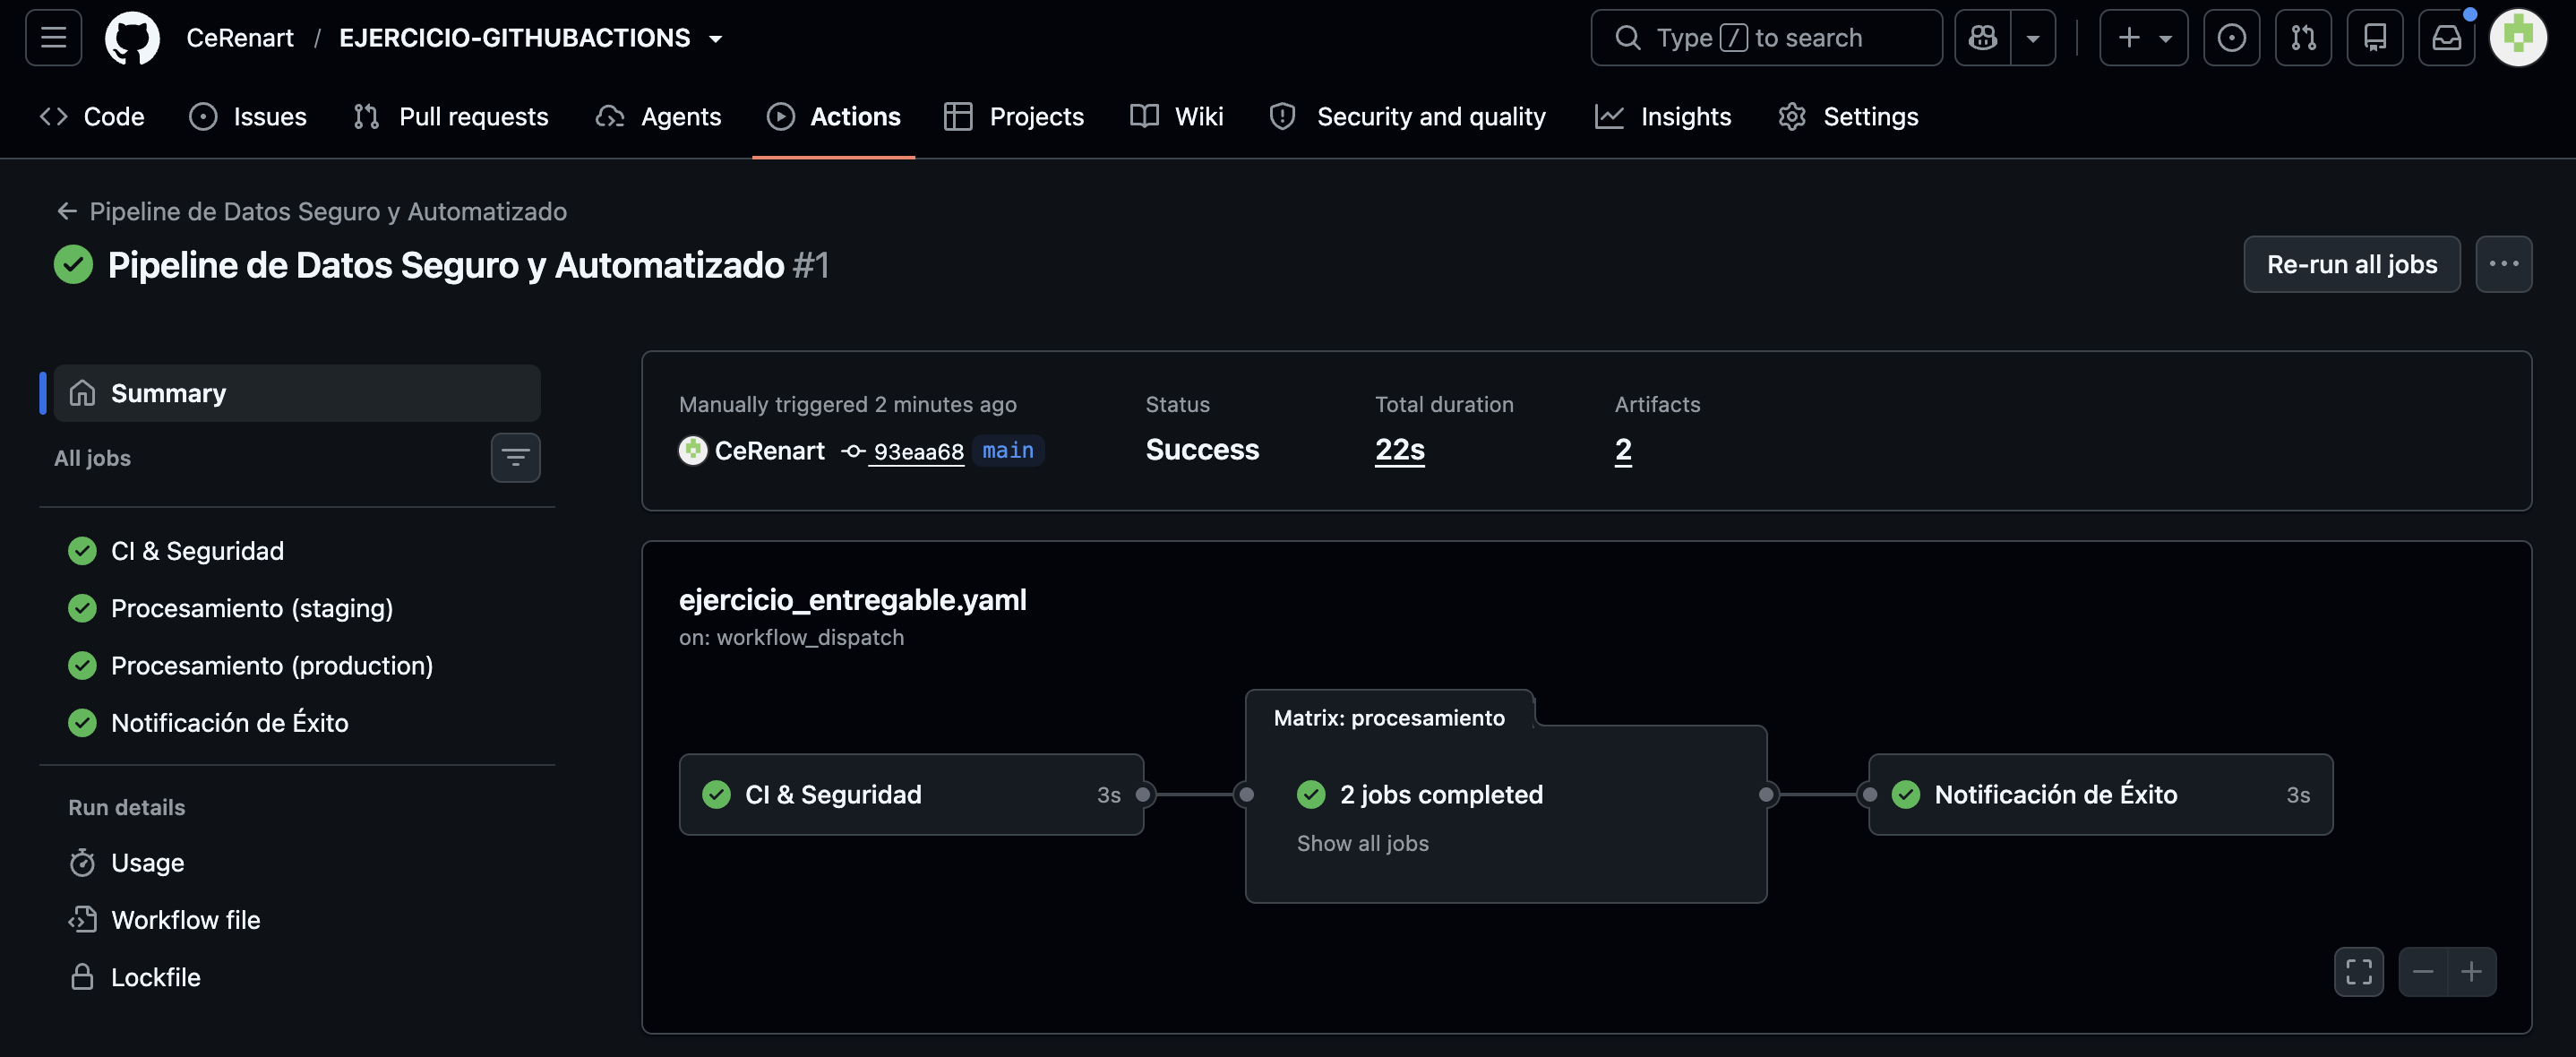 CeRenart / EJERCICIO-GITHUBACTIONS
Type / to search
Code Issues Pull requests Agents Actions Projects Wiki Security and quality Insights Settings
Pipeline de Datos Seguro y Automatizado
Pipeline de Datos Seguro y Automatizado #1
Re-run all jobs
Summary
All jobs
CI & Seguridad
Procesamiento (staging)
Procesamiento (production)
Notificación de Éxito
Run details
Usage
Workflow file
Lockfile
Manually triggered 2 minutes ago
CeRenart 93eaa68 main
Status
Success
Total duration
22s
Artifacts
2
ejercicio_entregable.yaml
on: workflow_dispatch
CI & Seguridad 3s
Matrix: procesamiento
2 jobs completed
Show all jobs
Notificación de Éxito 3s